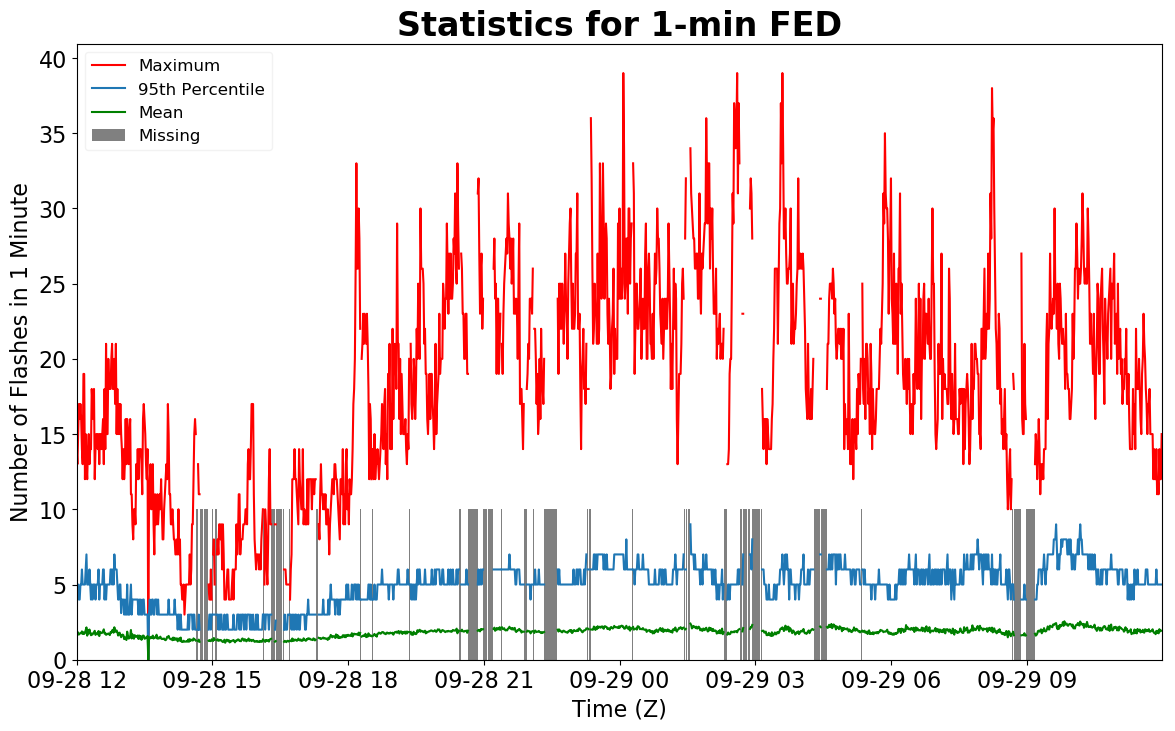 Statistics for 1-min FED
Maximum
95th Percentile
Mean
Missing
Number of Flashes in 1 Minute
40
35
30
25
20
15
10
5
0
09-28 12
09-28 15
09-28 18
09-28 21
09-29 00
09-29 03
09-29 06
09-29 09
Time (Z)